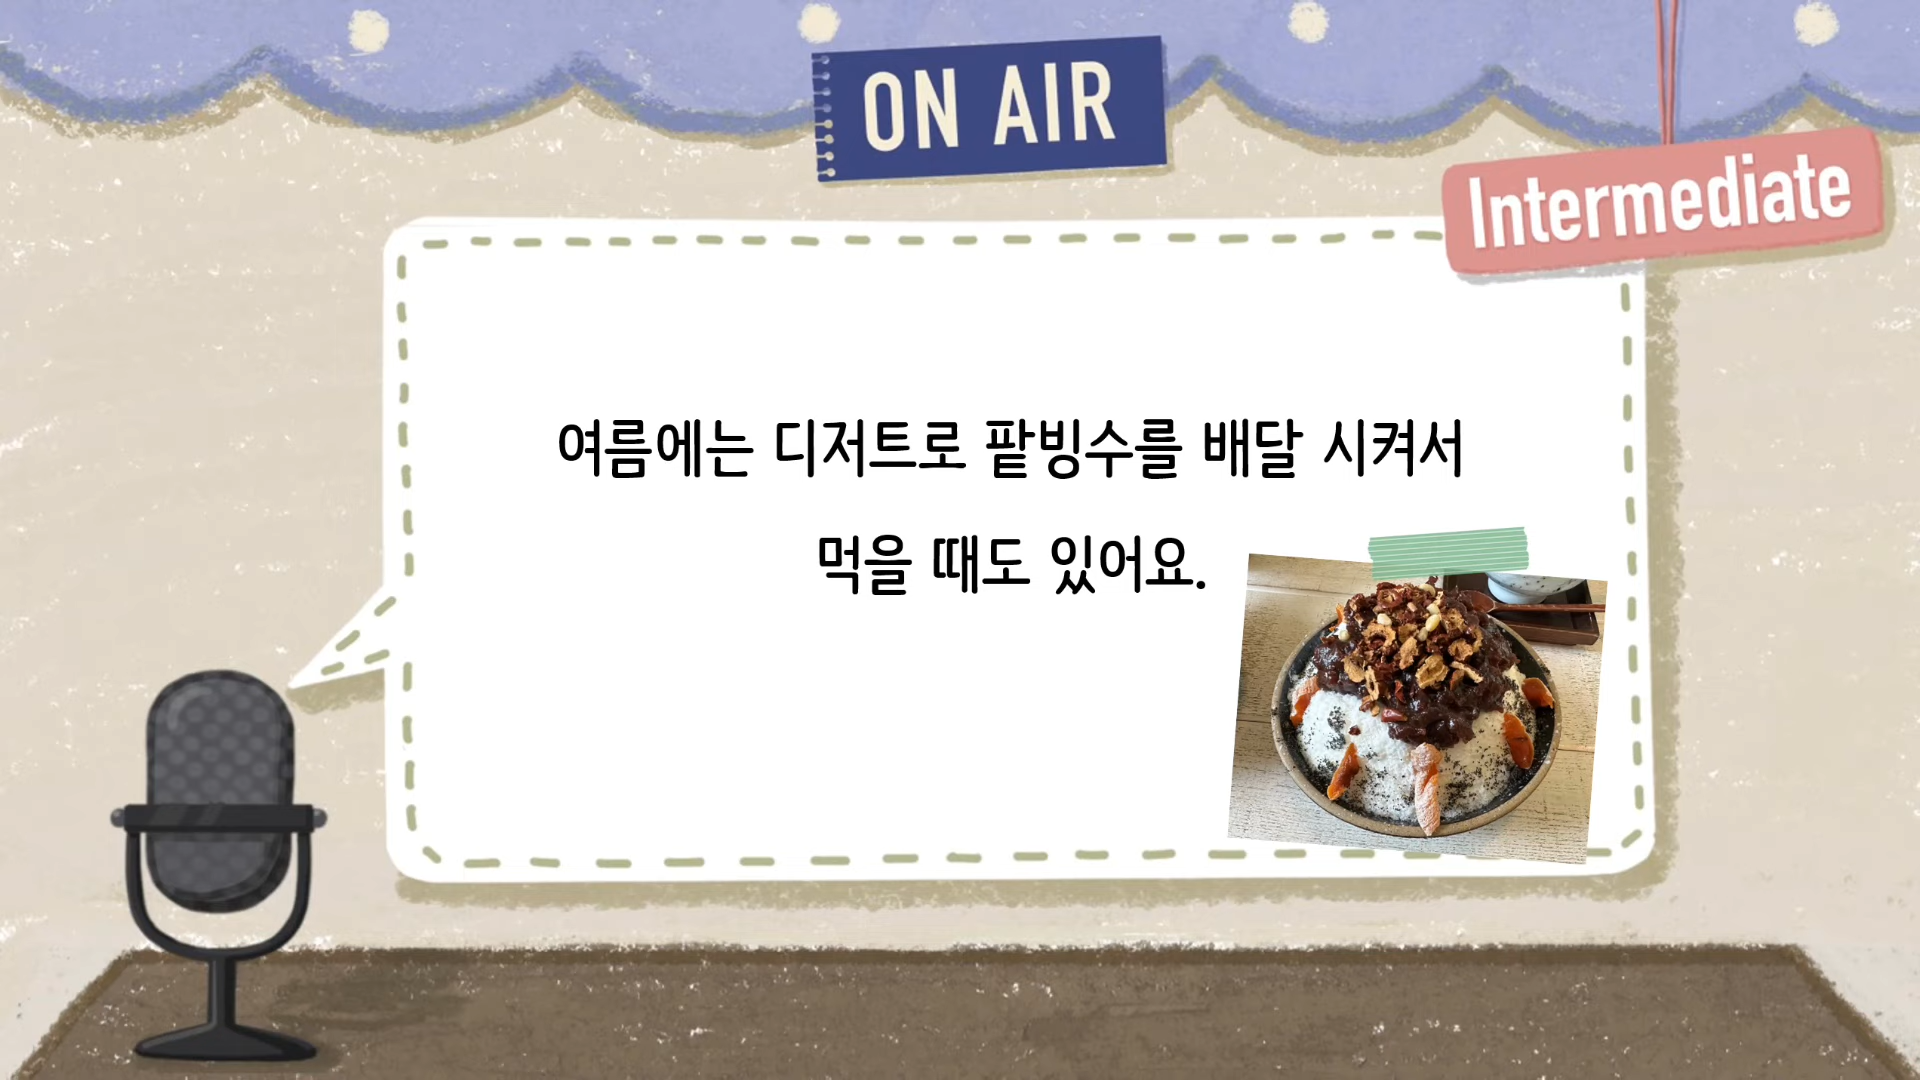 ON AIR
Intermediate
여름에는 디저트로 팥빙수를 배달 시켜서
먹을 때도 있어요.